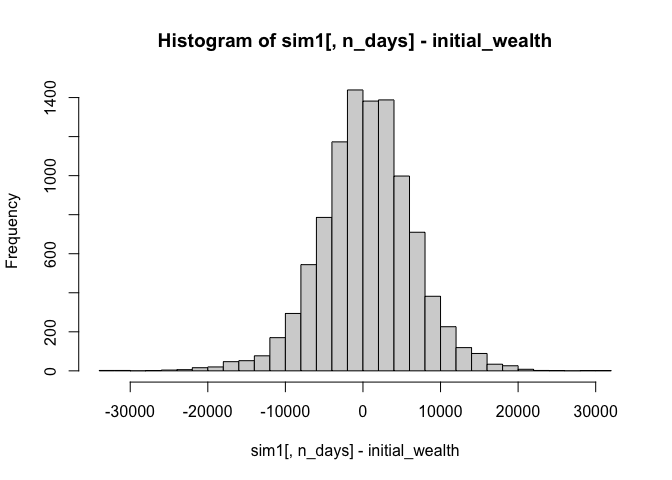 Histogram of sim1[, n_days] - initial_wealth
Frequency
1400
1000
600
200
0
-30000 -20000 -10000 0 10000 20000 30000
sim1[, n_days] - initial_wealth